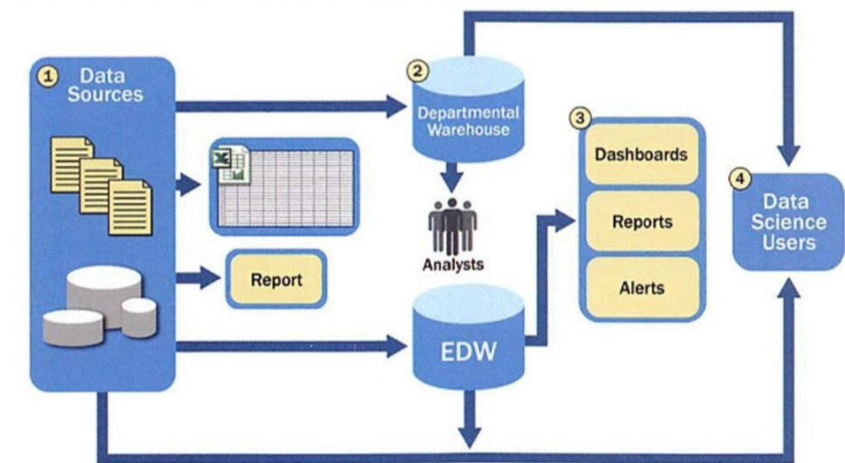 1
Data
Sources
Report
2
Departmental
Warehouse
Analysts
EDW
3
Dashboards
Reports
Alerts
4
Data
Science
Users